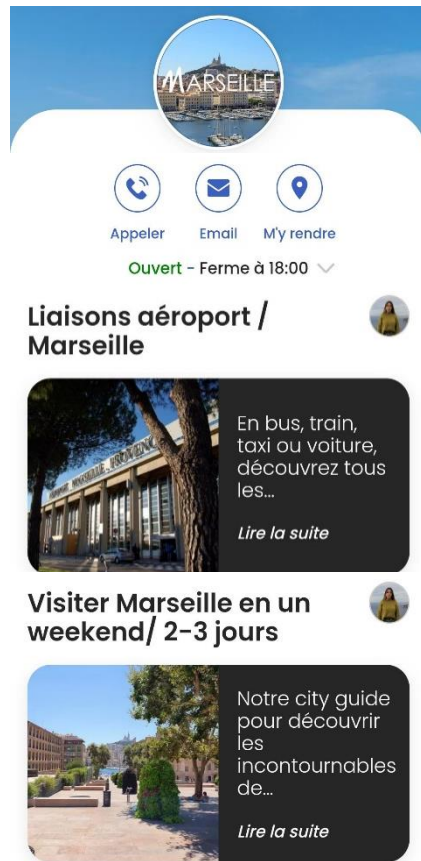 MARSEILLE
Appeler Email M'y rendre
Ouvert - Ferme à 18:00
Liaisons aéroport /
Marseille
MARSEILLE PROVENCE
En bus, train,
taxi ou voiture,
découvrez tous
les...
Lire la suite
Visiter Marseille en un
weekend/ 2-3 jours
Notre city guide
pour découvrir
les
incontournables
de...
Lire la suite